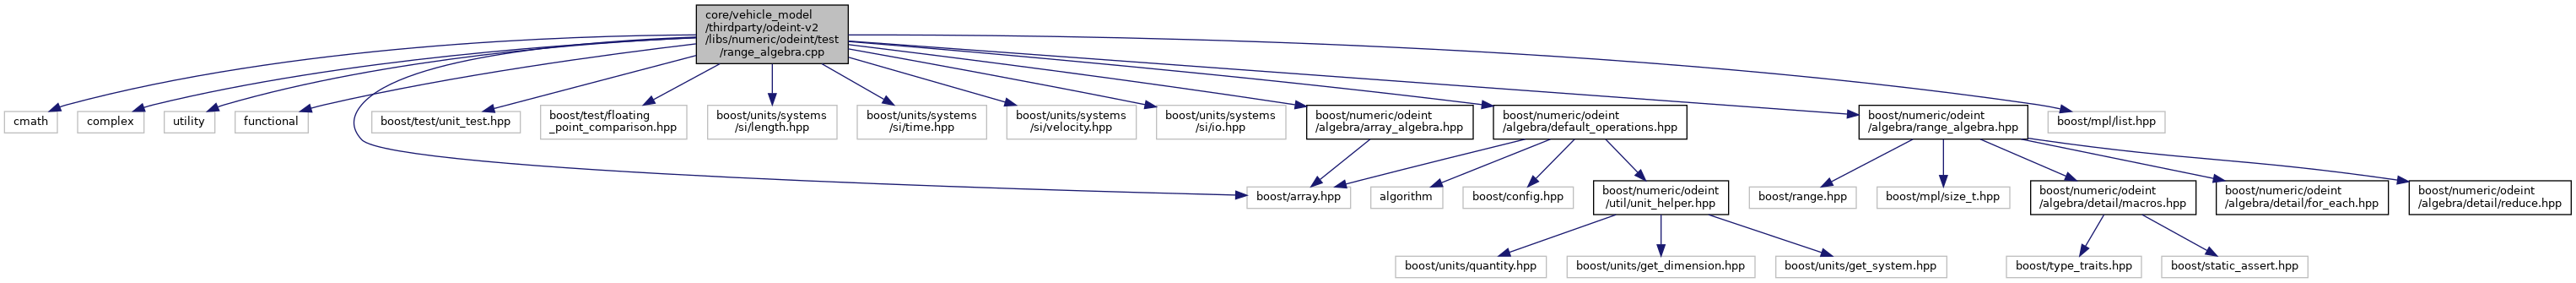 core/vehicle_model
/thirdparty/odeint-v2
/libs/numeric/odeint/test
/range_algebra.cpp
cmath
complex
utility
functional
boost/test/unit_test.hpp
boost/test/floating
_point_comparison.hpp
boost/units/systems
/si/length.hpp
boost/units/systems
/si/time.hpp
boost/units/systems
/si/velocity.hpp
boost/units/systems
/si/io.hpp
boost/numeric/odeint
/algebra/array_algebra.hpp
boost/numeric/odeint
/algebra/default_operations.hpp
boost/numeric/odeint
/algebra/range_algebra.hpp
boost/mpl/list.hpp
boost/array.hpp
algorithm
boost/config.hpp
boost/numeric/odeint
/util/unit_helper.hpp
boost/range.hpp
boost/mpl/size_t.hpp
boost/numeric/odeint
/algebra/detail/macros.hpp
boost/numeric/odeint
/algebra/detail/for_each.hpp
boost/numeric/odeint
/algebra/detail/reduce.hpp
boost/units/quantity.hpp
boost/units/get_dimension.hpp
boost/units/get_system.hpp
boost/type_traits.hpp
boost/static_assert.hpp